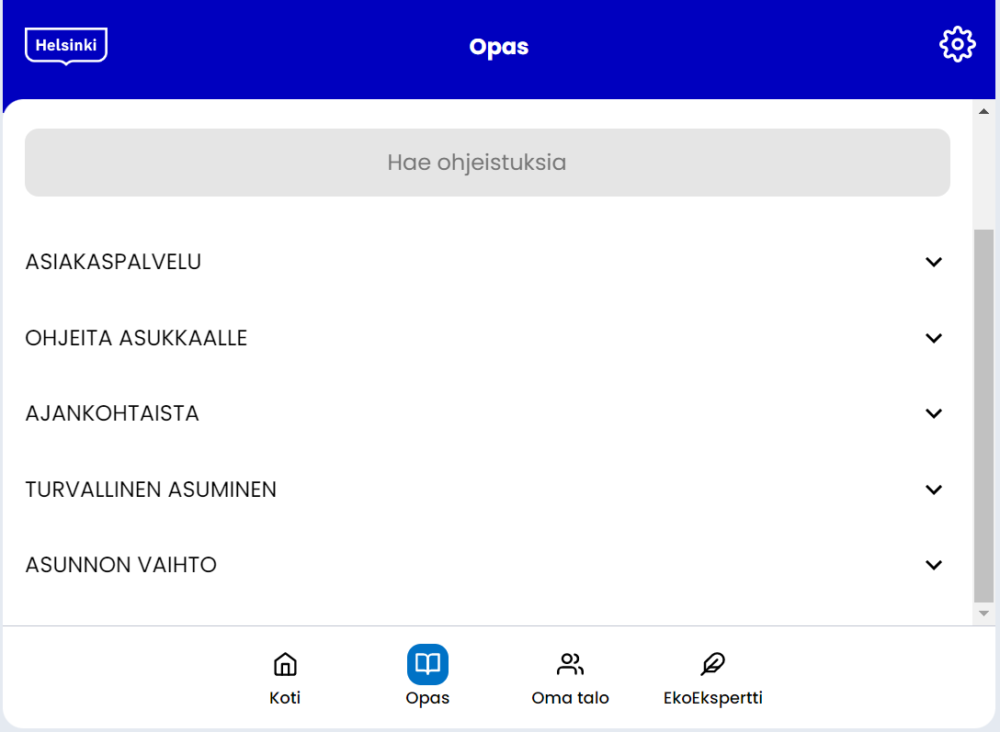 Helsinki
Opas
Hae ohjeistuksia
ASIAKASPALVELU
OHJEITA ASUKKAALLE
AJANKOHTAISTA
TURVALLINEN ASUMINEN
ASUNNON VAIHTO
Koti
Opas
Oma talo
EkoEkspertti